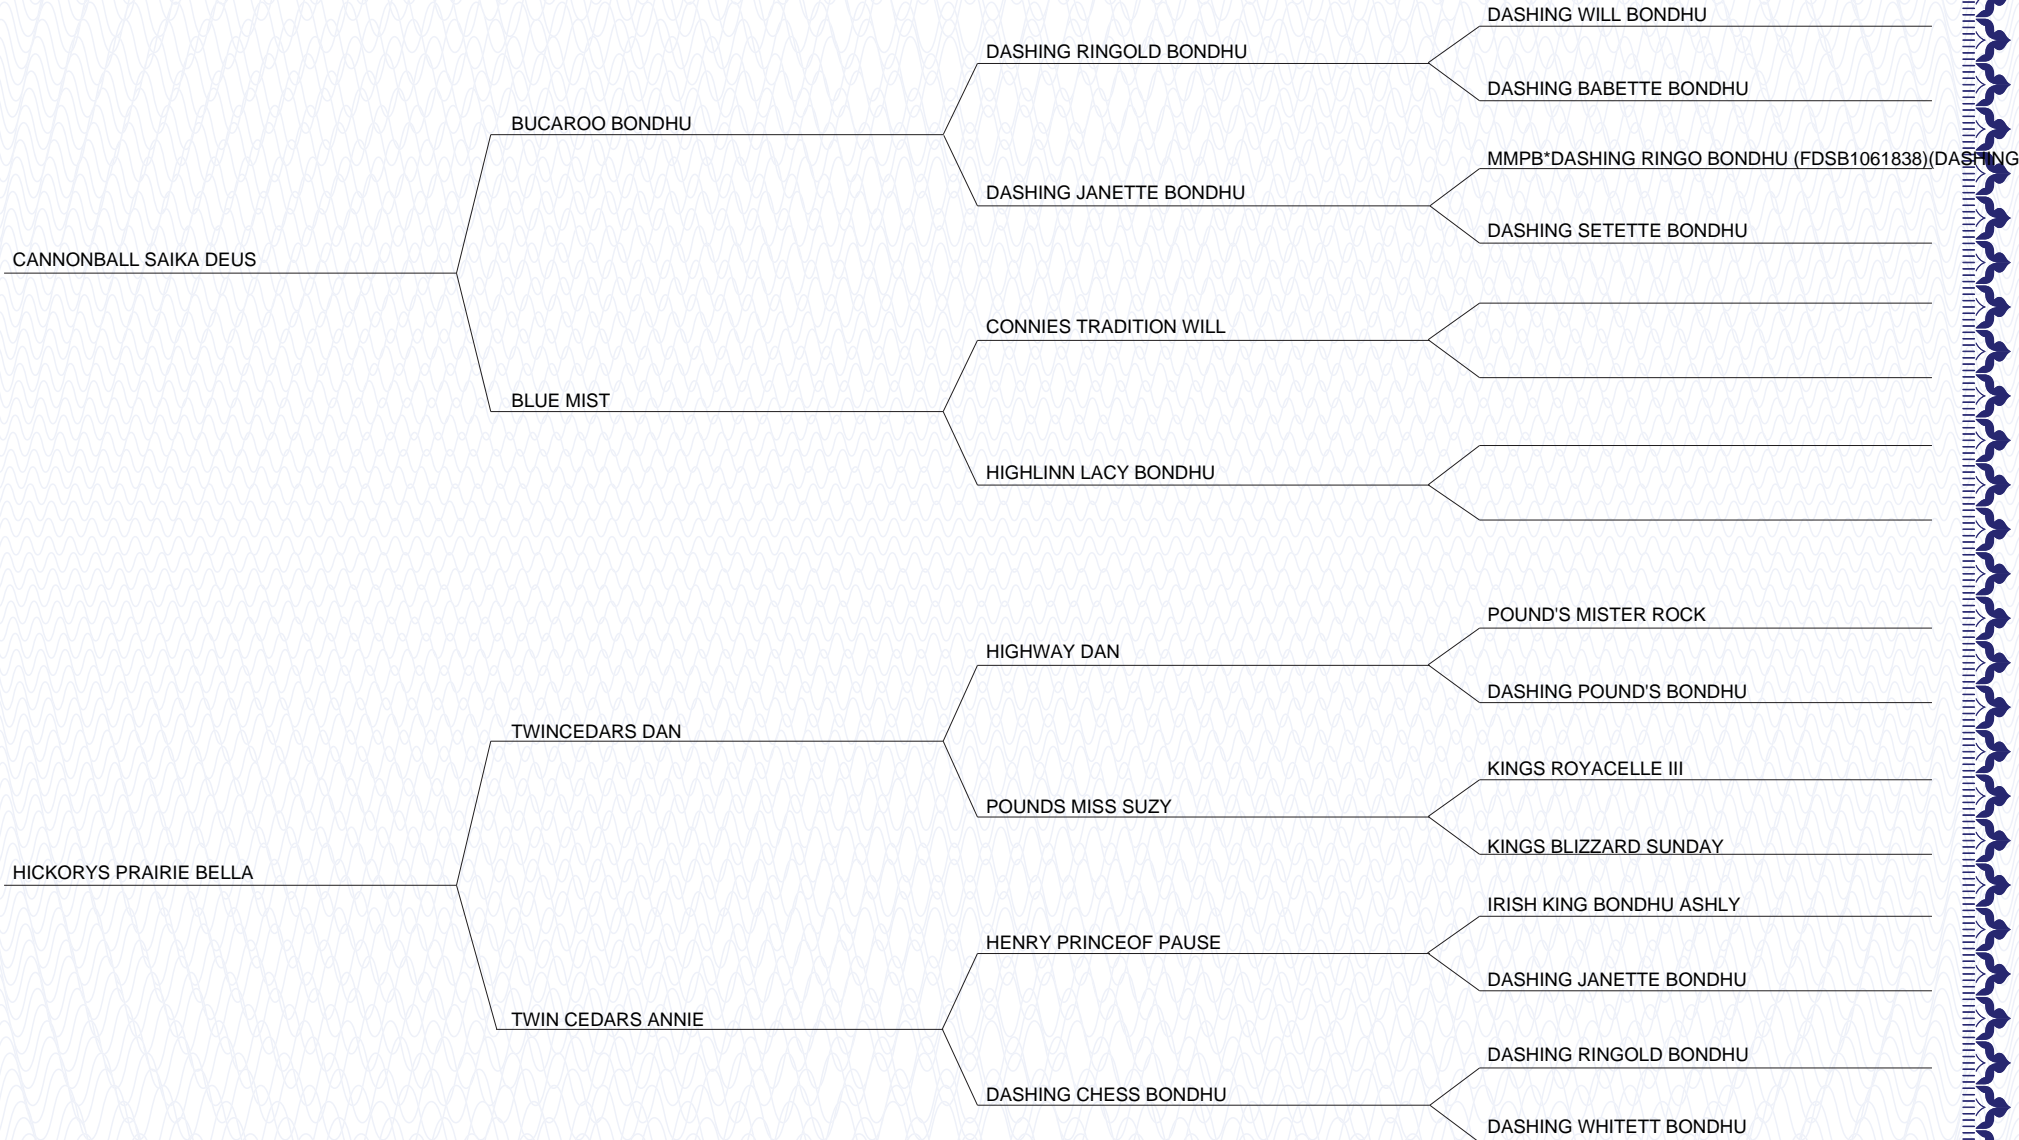 DASHING WILL BONDHU
DASHING RINGOLD BONDHU
DASHING BABETTE BONDHU
BUCAROO BONDHU
MMPB*DASHING RINGO BONDHU (FDSB1061838)(DASHING
DASHING JANETTE BONDHU
DASHING SETETTE BONDHU
CANNONBALL SAIKA DEUS
CONNIES TRADITION WILL
BLUE MIST
HIGHLINN LACY BONDHU
POUND'S MISTER ROCK
HIGHWAY DAN
DASHING POUND'S BONDHU
TWINCEDARS DAN
KINGS ROYACELLE III
POUNDS MISS SUZY
KINGS BLIZZARD SUNDAY
HICKORYS PRAIRIE BELLA
IRISH KING BONDHU ASHLY
HENRY PRINCEOF PAUSE
DASHING JANETTE BONDHU
TWIN CEDARS ANNIE
DASHING RINGOLD BONDHU
DASHING CHESS BONDHU
DASHING WHITETT BONDHU